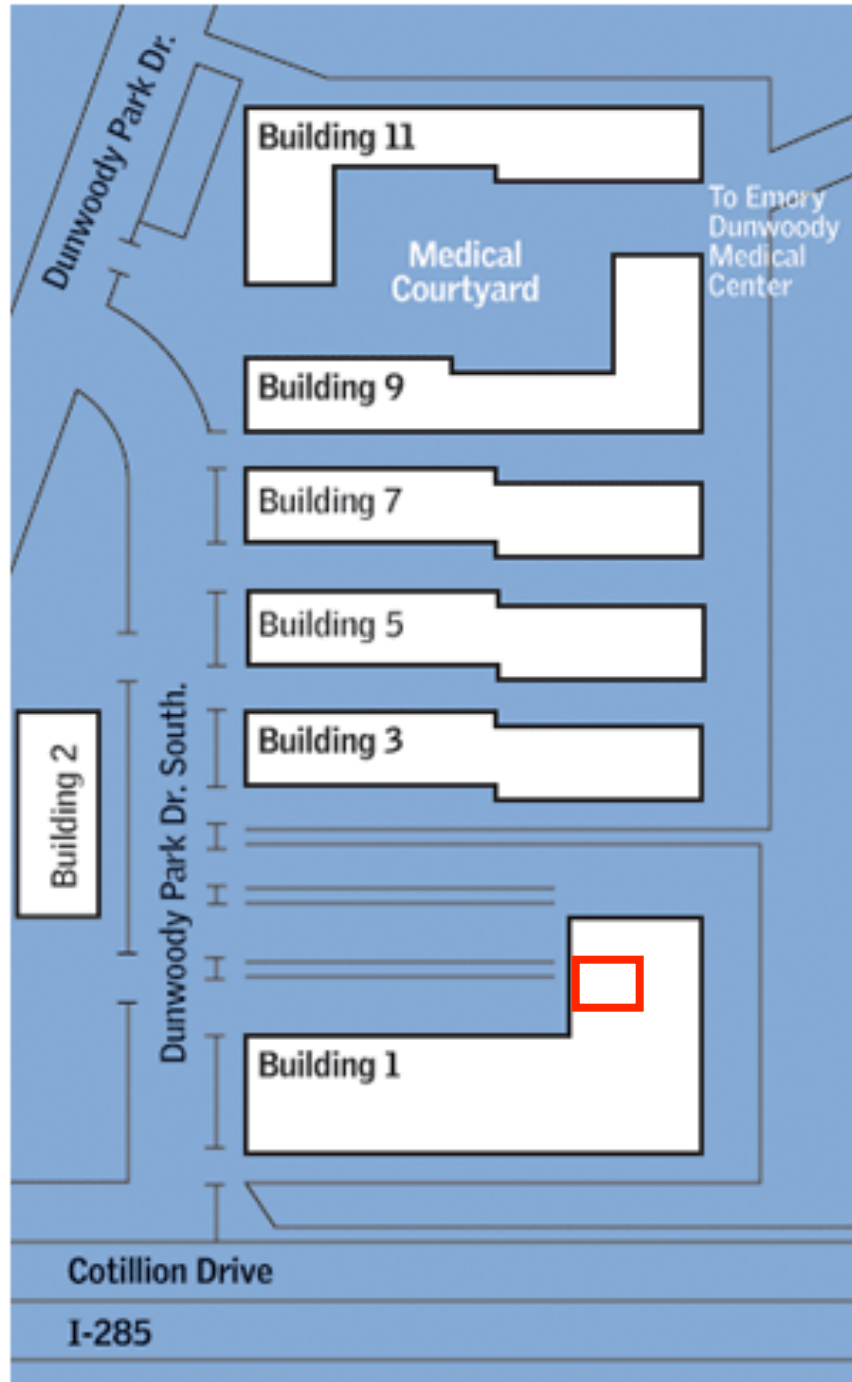 Dunwoody Park Dr.
Building 11
To Emory
Dunwoody
Medical
Center
Medical
Courtyard
Building 9
Building 7
Building 5
Building 3
Building 2
Dunwoody Park Dr. South.
Building 1
Cotillion Drive
I-285